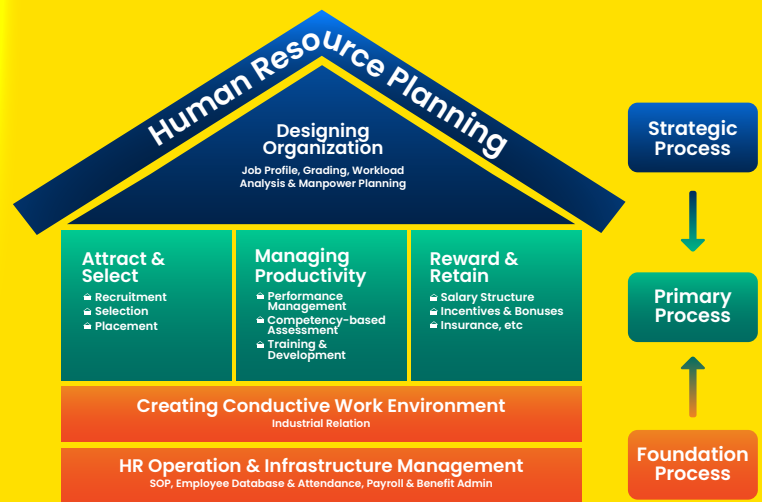 Human Resource Planning
Designing
Organization
Job Profile, Grading, Workload
Analysis & Manpower Planning
Attract &
Select
Recruitment
Selection
Placement
Managing
Productivity
Performance
Management
Competency-based
Assessment
Training &
Development
Reward &
Retain
Salary Structure
Incentives & Bonuses
Insurance, etc
Creating Conductive Work Environment
Industrial Relation
HR Operation & Infrastructure Management
SOP, Employee Database & Attendance, Payroll & Benefit Admin
Strategic
Process
Primary
Process
Foundation
Process